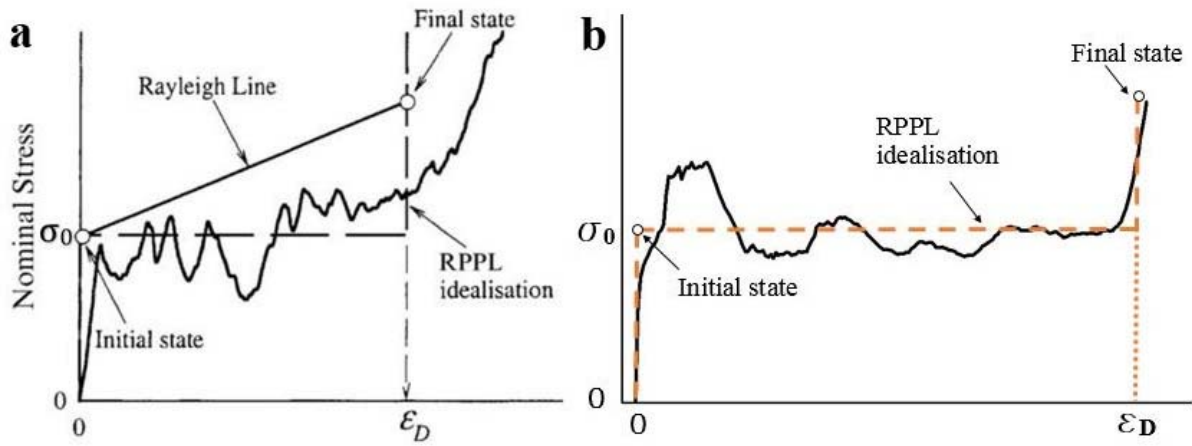 a
Nominal Stress
Final state
Rayleigh Line
σ0
RPPL
idealisation
Initial state
0
0
εD
b
Final state
RPPL
idealisation
σ0
Initial state
0
0
εD